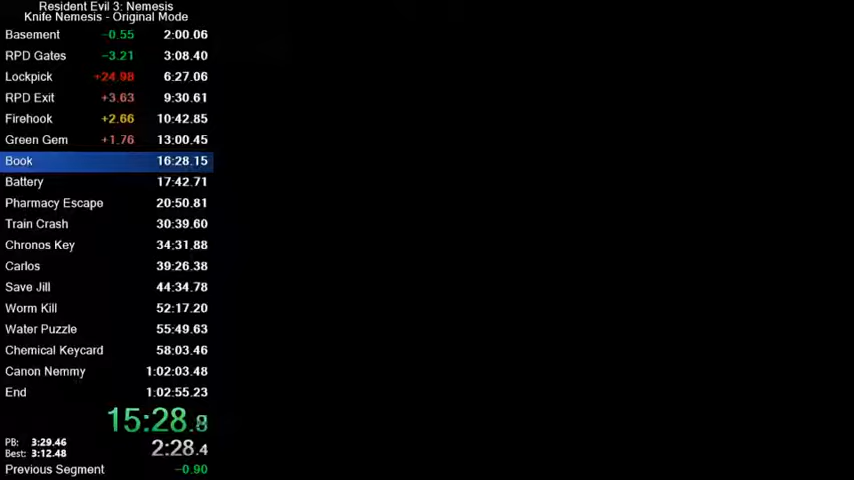 Resident Evil 3: Nemesis
Knife Nemesis - Original Mode
Basement -0.55 2:00.06
RPD Gates -3.21 3:08.40
Lockpick +24.98 6:27.06
RPD Exit +3.63 9:30.61
Firehook +2.66 10:42.85
Green Gem +1.76 13:00.45
Book 16:28.15
Battery 17:42.71
Pharmacy Escape 20:50.81
Train Crash 30:39.60
Chronos Key 34:31.88
Carlos 39:26.38
Save Jill 44:34.78
Worm Kill 52:17.20
Water Puzzle 55:49.63
Chemical Keycard 58:03.46
Canon Nemmy 1:02:03.48
End 1:02:55.23
15:28.8
PB: 3:29.46
Best: 3:12.48
2:28.4
Previous Segment -0.90